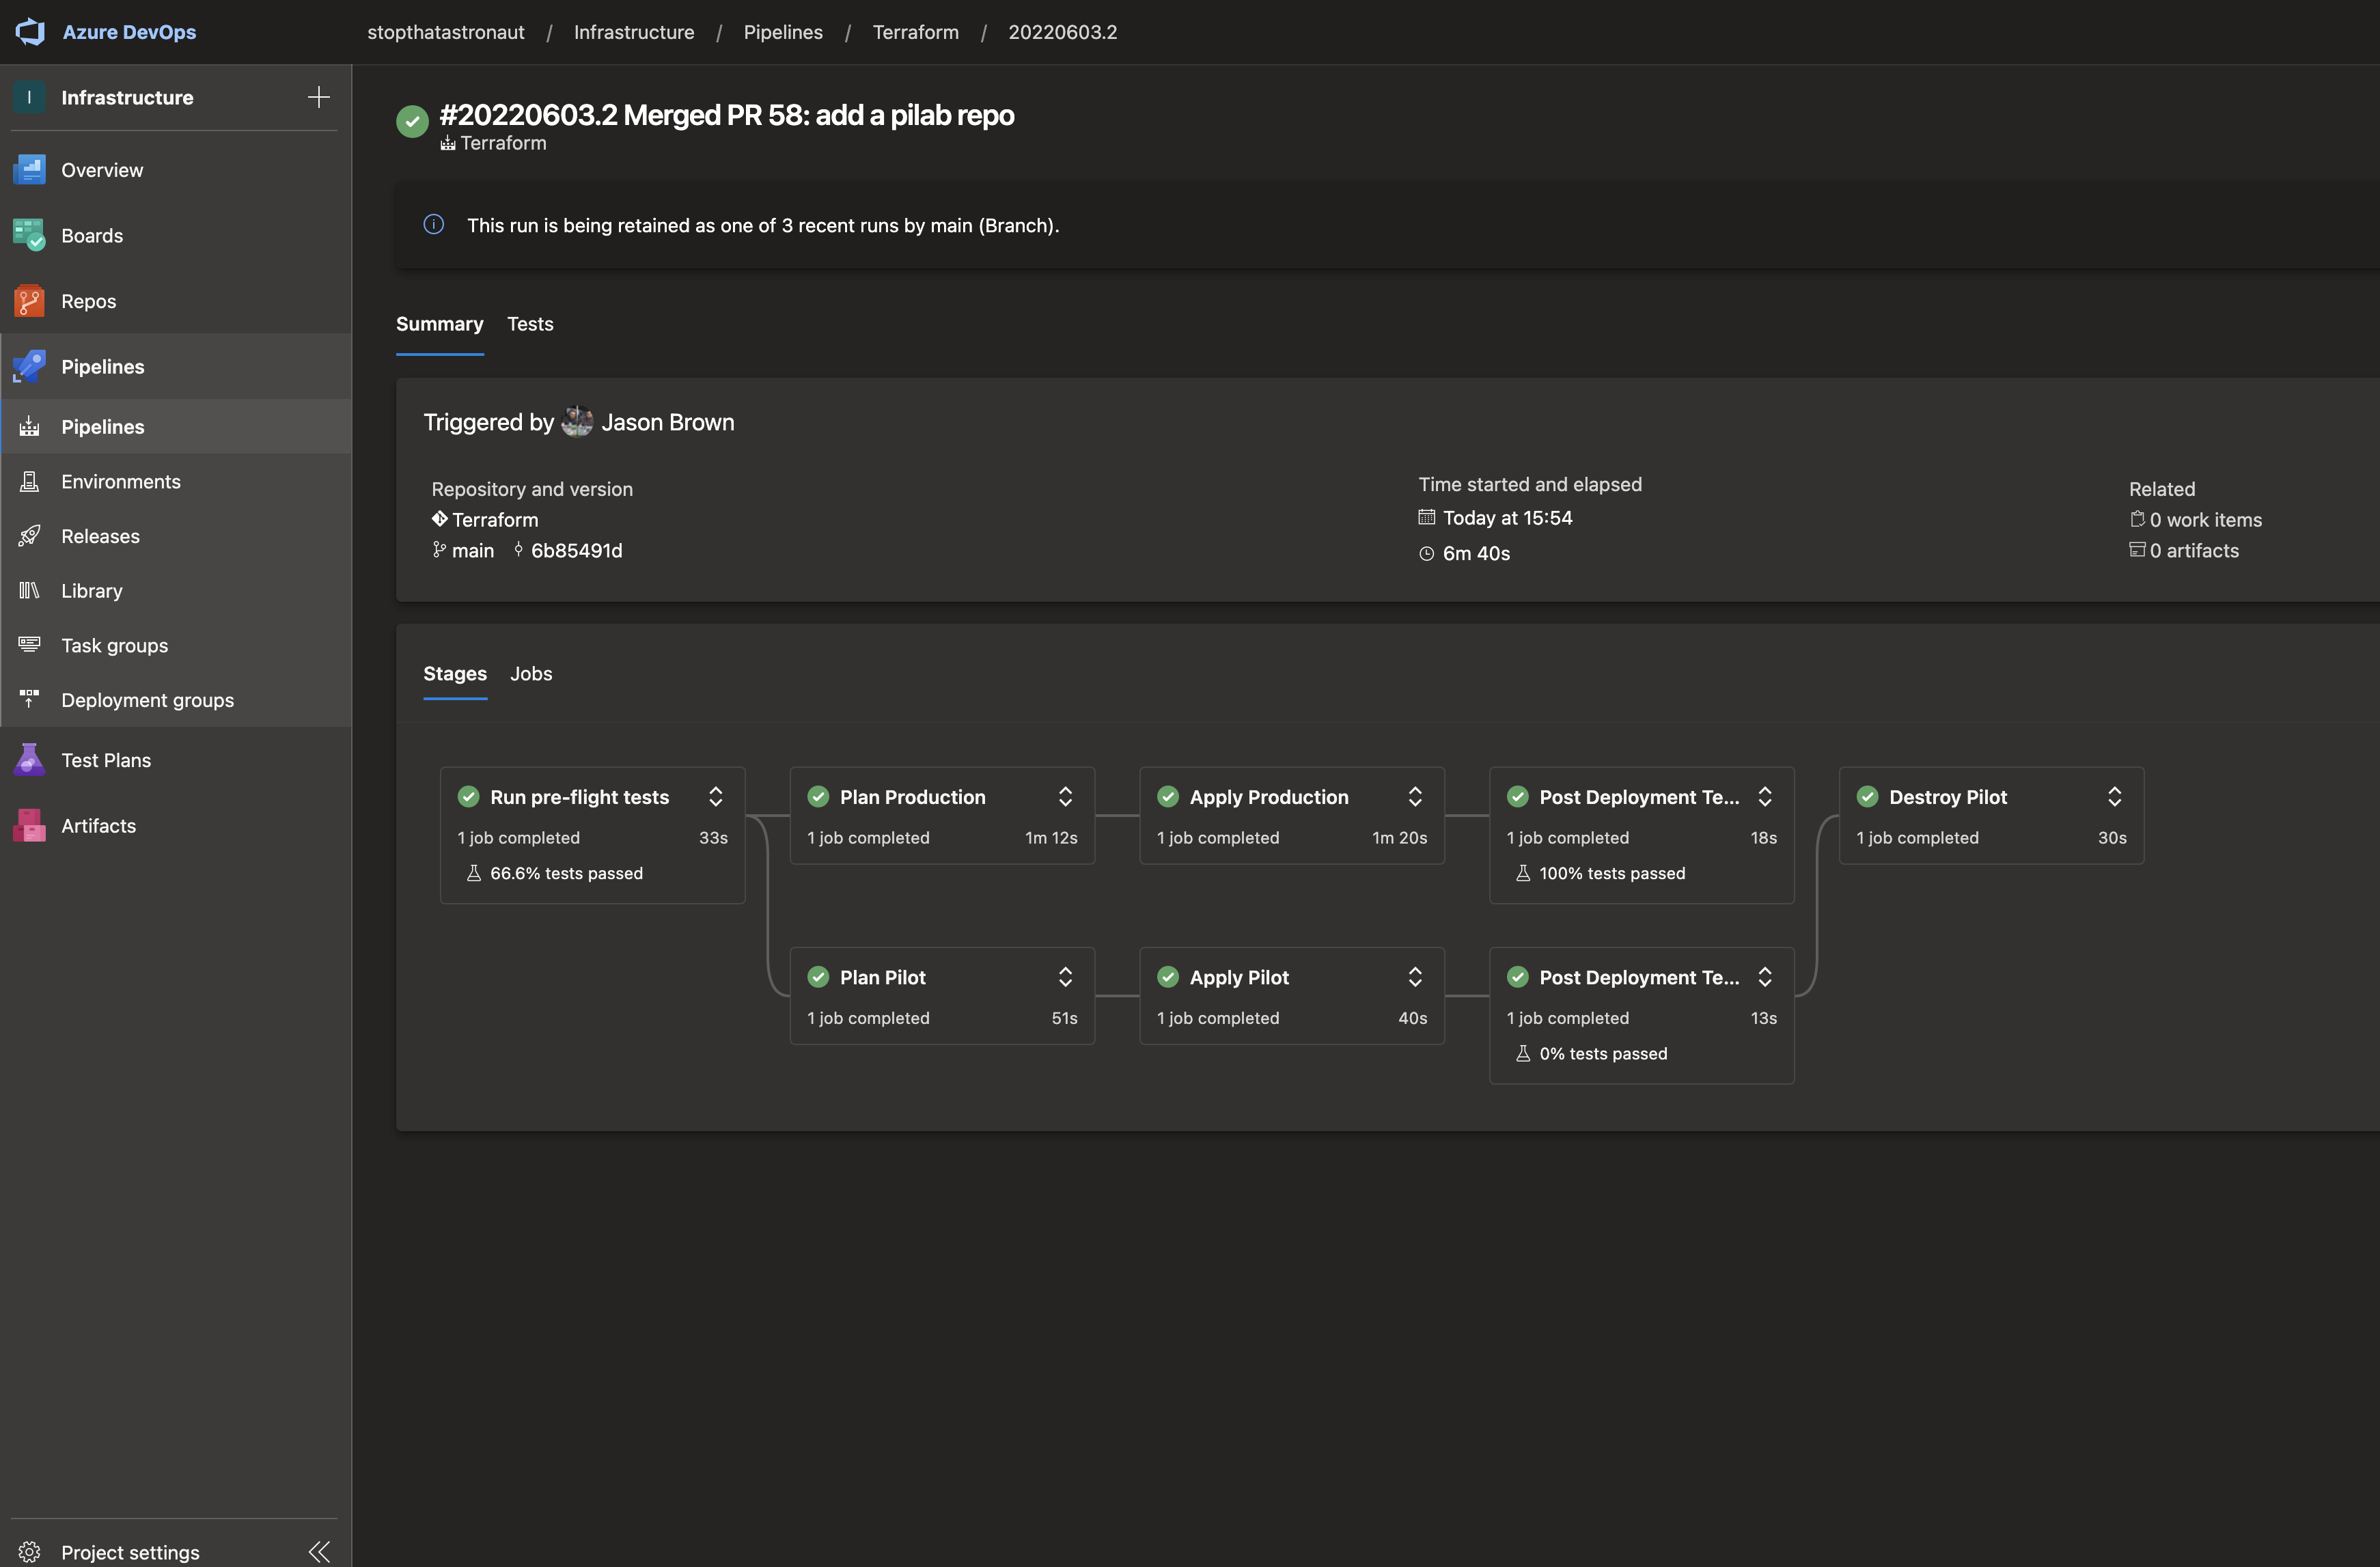 Azure DevOps
stopthatastronaut / Infrastructure / Pipelines / Terraform / 20220603.2
I Infrastructure
Overview
Boards
Repos
Pipelines
Pipelines
Environments
Releases
Library
Task groups
Deployment groups
Test Plans
Artifacts
Project settings
#20220603.2 Merged PR 58: add a pilab repo
Terraform
This run is being retained as one of 3 recent runs by main (Branch).
Summary Tests
Triggered by Jason Brown
Repository and version
Terraform
main 6b85491d
Time started and elapsed
Today at 15:54
6m 40s
Related
0 work items
0 artifacts
Stages Jobs
Run pre-flight tests
1 job completed 33s
66.6% tests passed
Plan Production
1 job completed 1m 12s
Apply Production
1 job completed 1m 20s
Post Deployment Te...
1 job completed 18s
100% tests passed
Destroy Pilot
1 job completed 30s
Plan Pilot
1 job completed 51s
Apply Pilot
1 job completed 40s
Post Deployment Te...
1 job completed 13s
0% tests passed